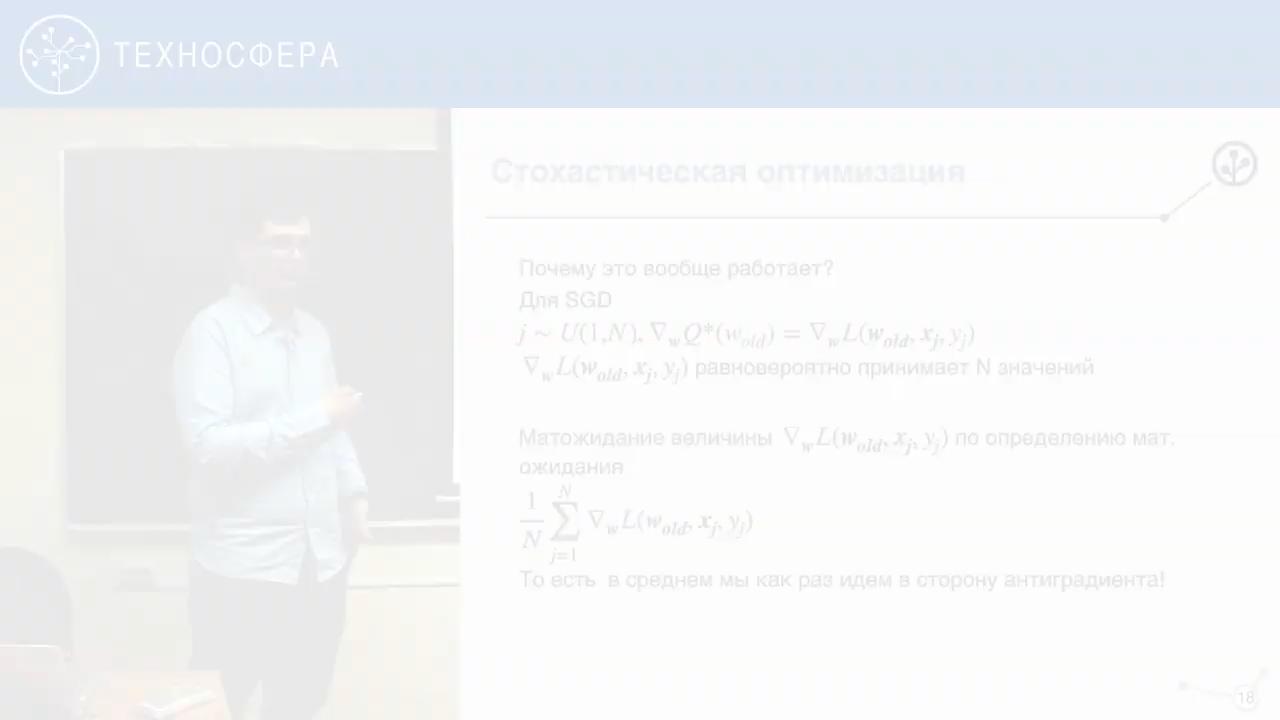 ТЕХНОСФЕРА
Стохастическая оптимизация
Почему это вообще работает?
Для SGD
j ~ U(1,N), ∇_w Q*(w_old) = ∇_w L(w_old, x_j, y_j)
∇_w L(w_old, x_j, y_j) равновероятно принимает N значений
Матожидание величины ∇_w L(w_old, x_j, y_j) по определению мат.
ожидания
1/N ∑_{j=1}^{N} ∇_w L(w_old, x_j, y_j)
То есть в среднем мы как раз идем в сторону антиградиента!
18